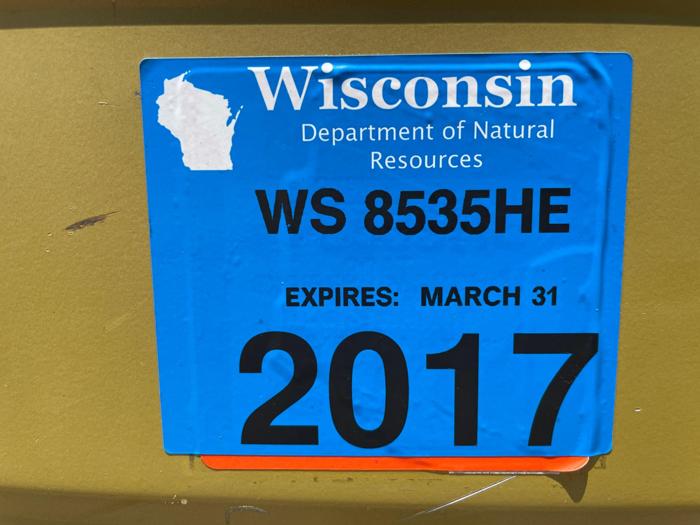 Wisconsin
Department of Natural
Resources
WS 8535HE
EXPIRES: MARCH 31
2017